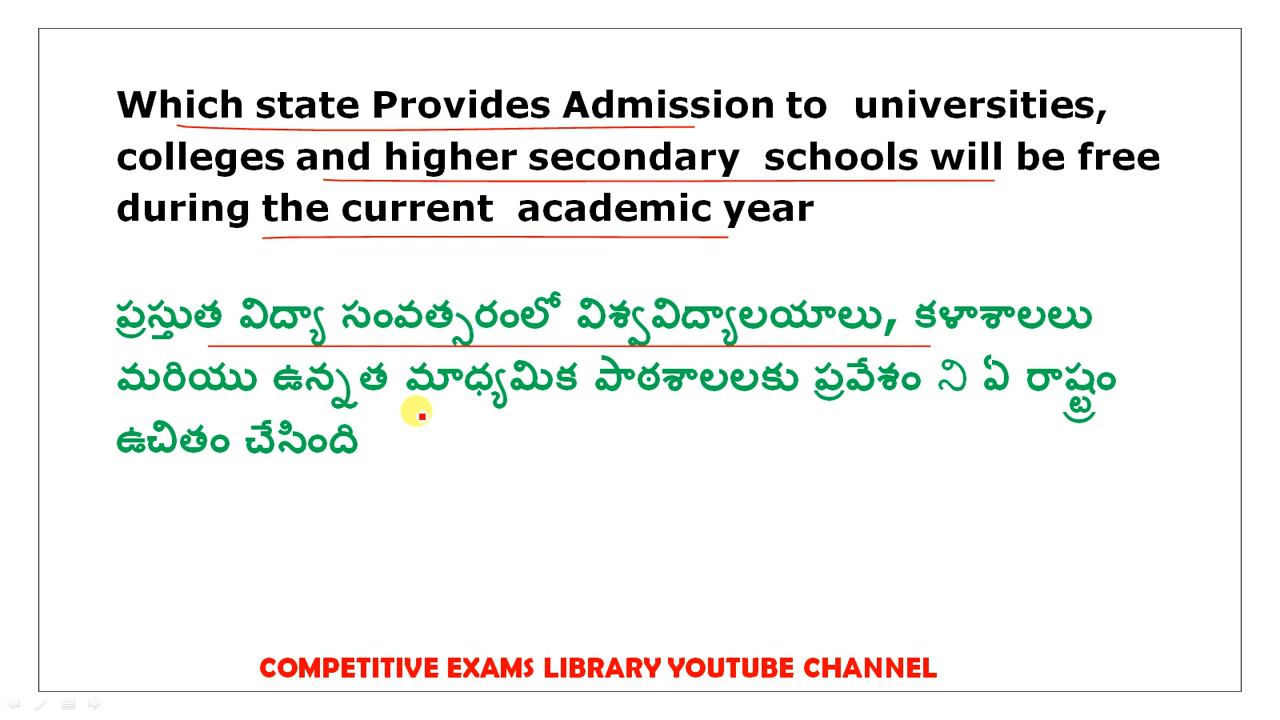 Which state Provides Admission to universities,
colleges and higher secondary schools will be free
during the current academic year
ప్రస్తుత విద్యా సంవత్సరంలో విశ్వవిద్యాలయాలు, కళాశాలలు
మరియు ఉన్నత మాధ్యమిక పాఠశాలలకు ప్రవేశం ని ఏ రాష్ట్రం
ఉచితం చేసింది
COMPETITIVE EXAMS LIBRARY YOUTUBE CHANNEL